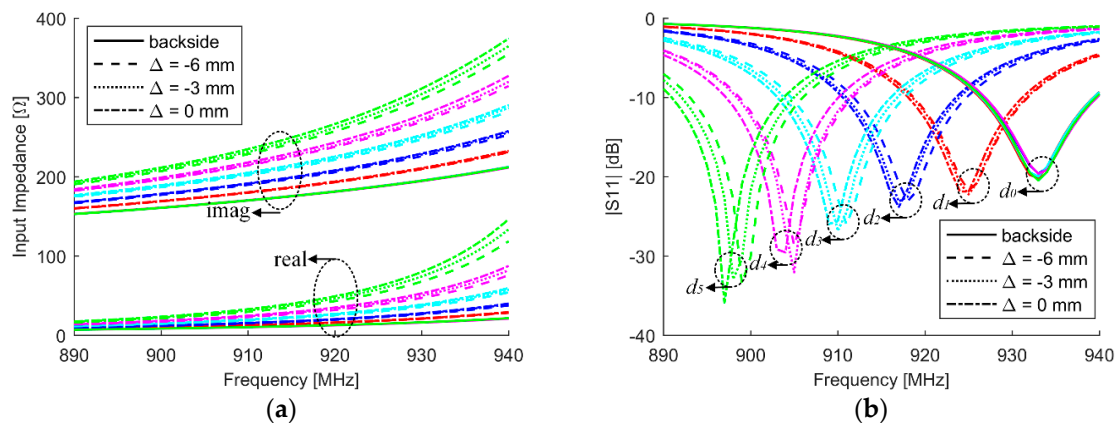 400
300
200
100
0
Input Impedance [Ω]
backside
Δ = -6 mm
Δ = -3 mm
Δ = 0 mm
imag
real
890 900 910 920 930 940
Frequency [MHz]
(a)
0
-10
-20
-30
-40
|S11| [dB]
d5
d4
d3
d2
d1
d0
backside
Δ = -6 mm
Δ = -3 mm
Δ = 0 mm
890 900 910 920 930 940
Frequency [MHz]
(b)